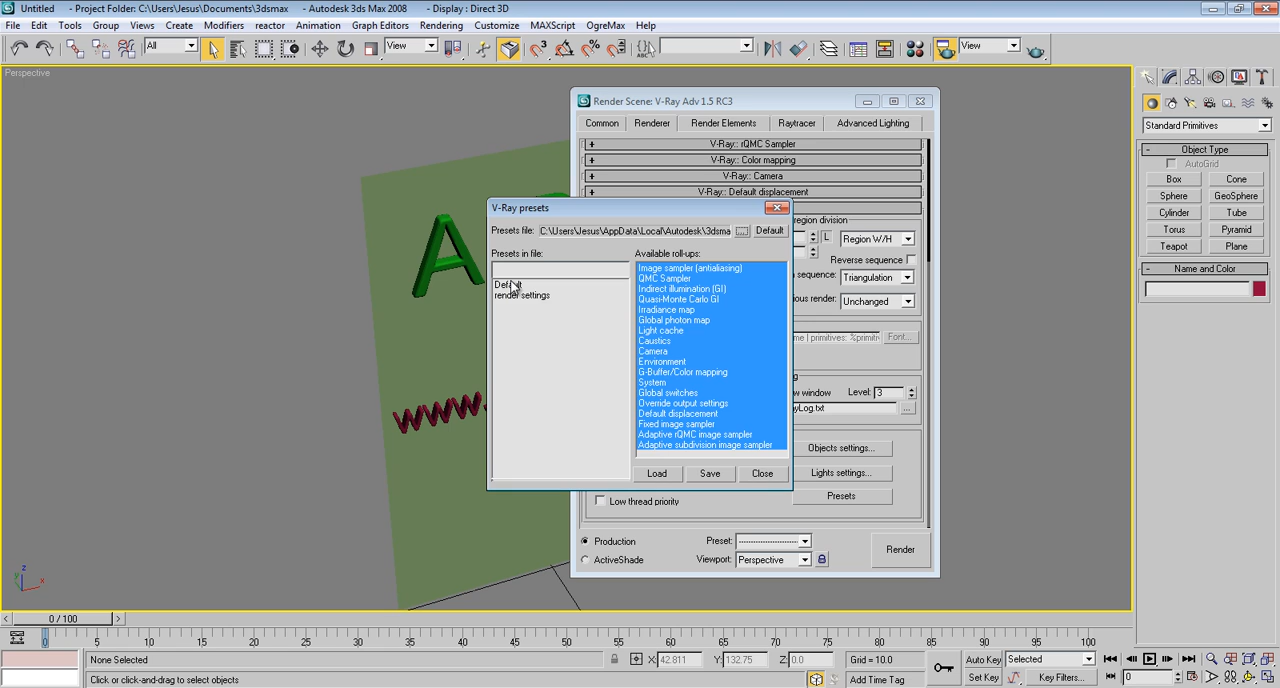 Untitled - Project Folder: C:\Users\Jesus\Documents\3dsmax - Autodesk 3ds Max 2008 - Display : Direct 3D
File Edit Tools Group Views Create Modifiers reactor Animation Graph Editors Rendering Customize MAXScript OgreMax Help
All View View
Perspective
Render Scene: V-Ray Adv 1.5 RC3
Common Renderer Render Elements Raytracer Advanced Lighting
+ V-Ray:: rQMC Sampler
+ V-Ray:: Color mapping
+ V-Ray:: Camera
+ V-Ray:: Default displacement
region division
L Region W/H
Reverse sequence
sequence: Triangulation
render: Unchanged
Font...
window Level: 3
Log.txt ...
Objects settings...
Lights settings...
Presets
Low thread priority
Production Preset:
ActiveShade Viewport: Perspective
Render
V-Ray presets
Presets file: C:\Users\Jesus\AppData\Local\Autodesk\3dsma ... Default
Presets in file: Available roll-ups:
Default
render settings
Image sampler (antialiasing)
QMC Sampler
Indirect illumination (GI)
Quasi-Monte Carlo GI
Irradiance map
Global photon map
Light cache
Caustics
Camera
Environment
G-Buffer/Color mapping
System
Global switches
Override output settings
Default displacement
Fixed image sampler
Adaptive rQMC image sampler
Adaptive subdivision image sampler
Load Save Close
A
www.
Standard Primitives
- Object Type
AutoGrid
Box Cone
Sphere GeoSphere
Cylinder Tube
Torus Pyramid
Teapot Plane
- Name and Color
z
y
x
0 / 100
0 5 10 15 20 25 30 35 40 45 50 55 60 65 70 75 80 85 90 95 100
None Selected X: 42.811 Y: 132.75 Z: 0.0 Grid = 10.0 Auto Key Selected
Click or click-and-drag to select objects Add Time Tag Set Key Key Filters... 0